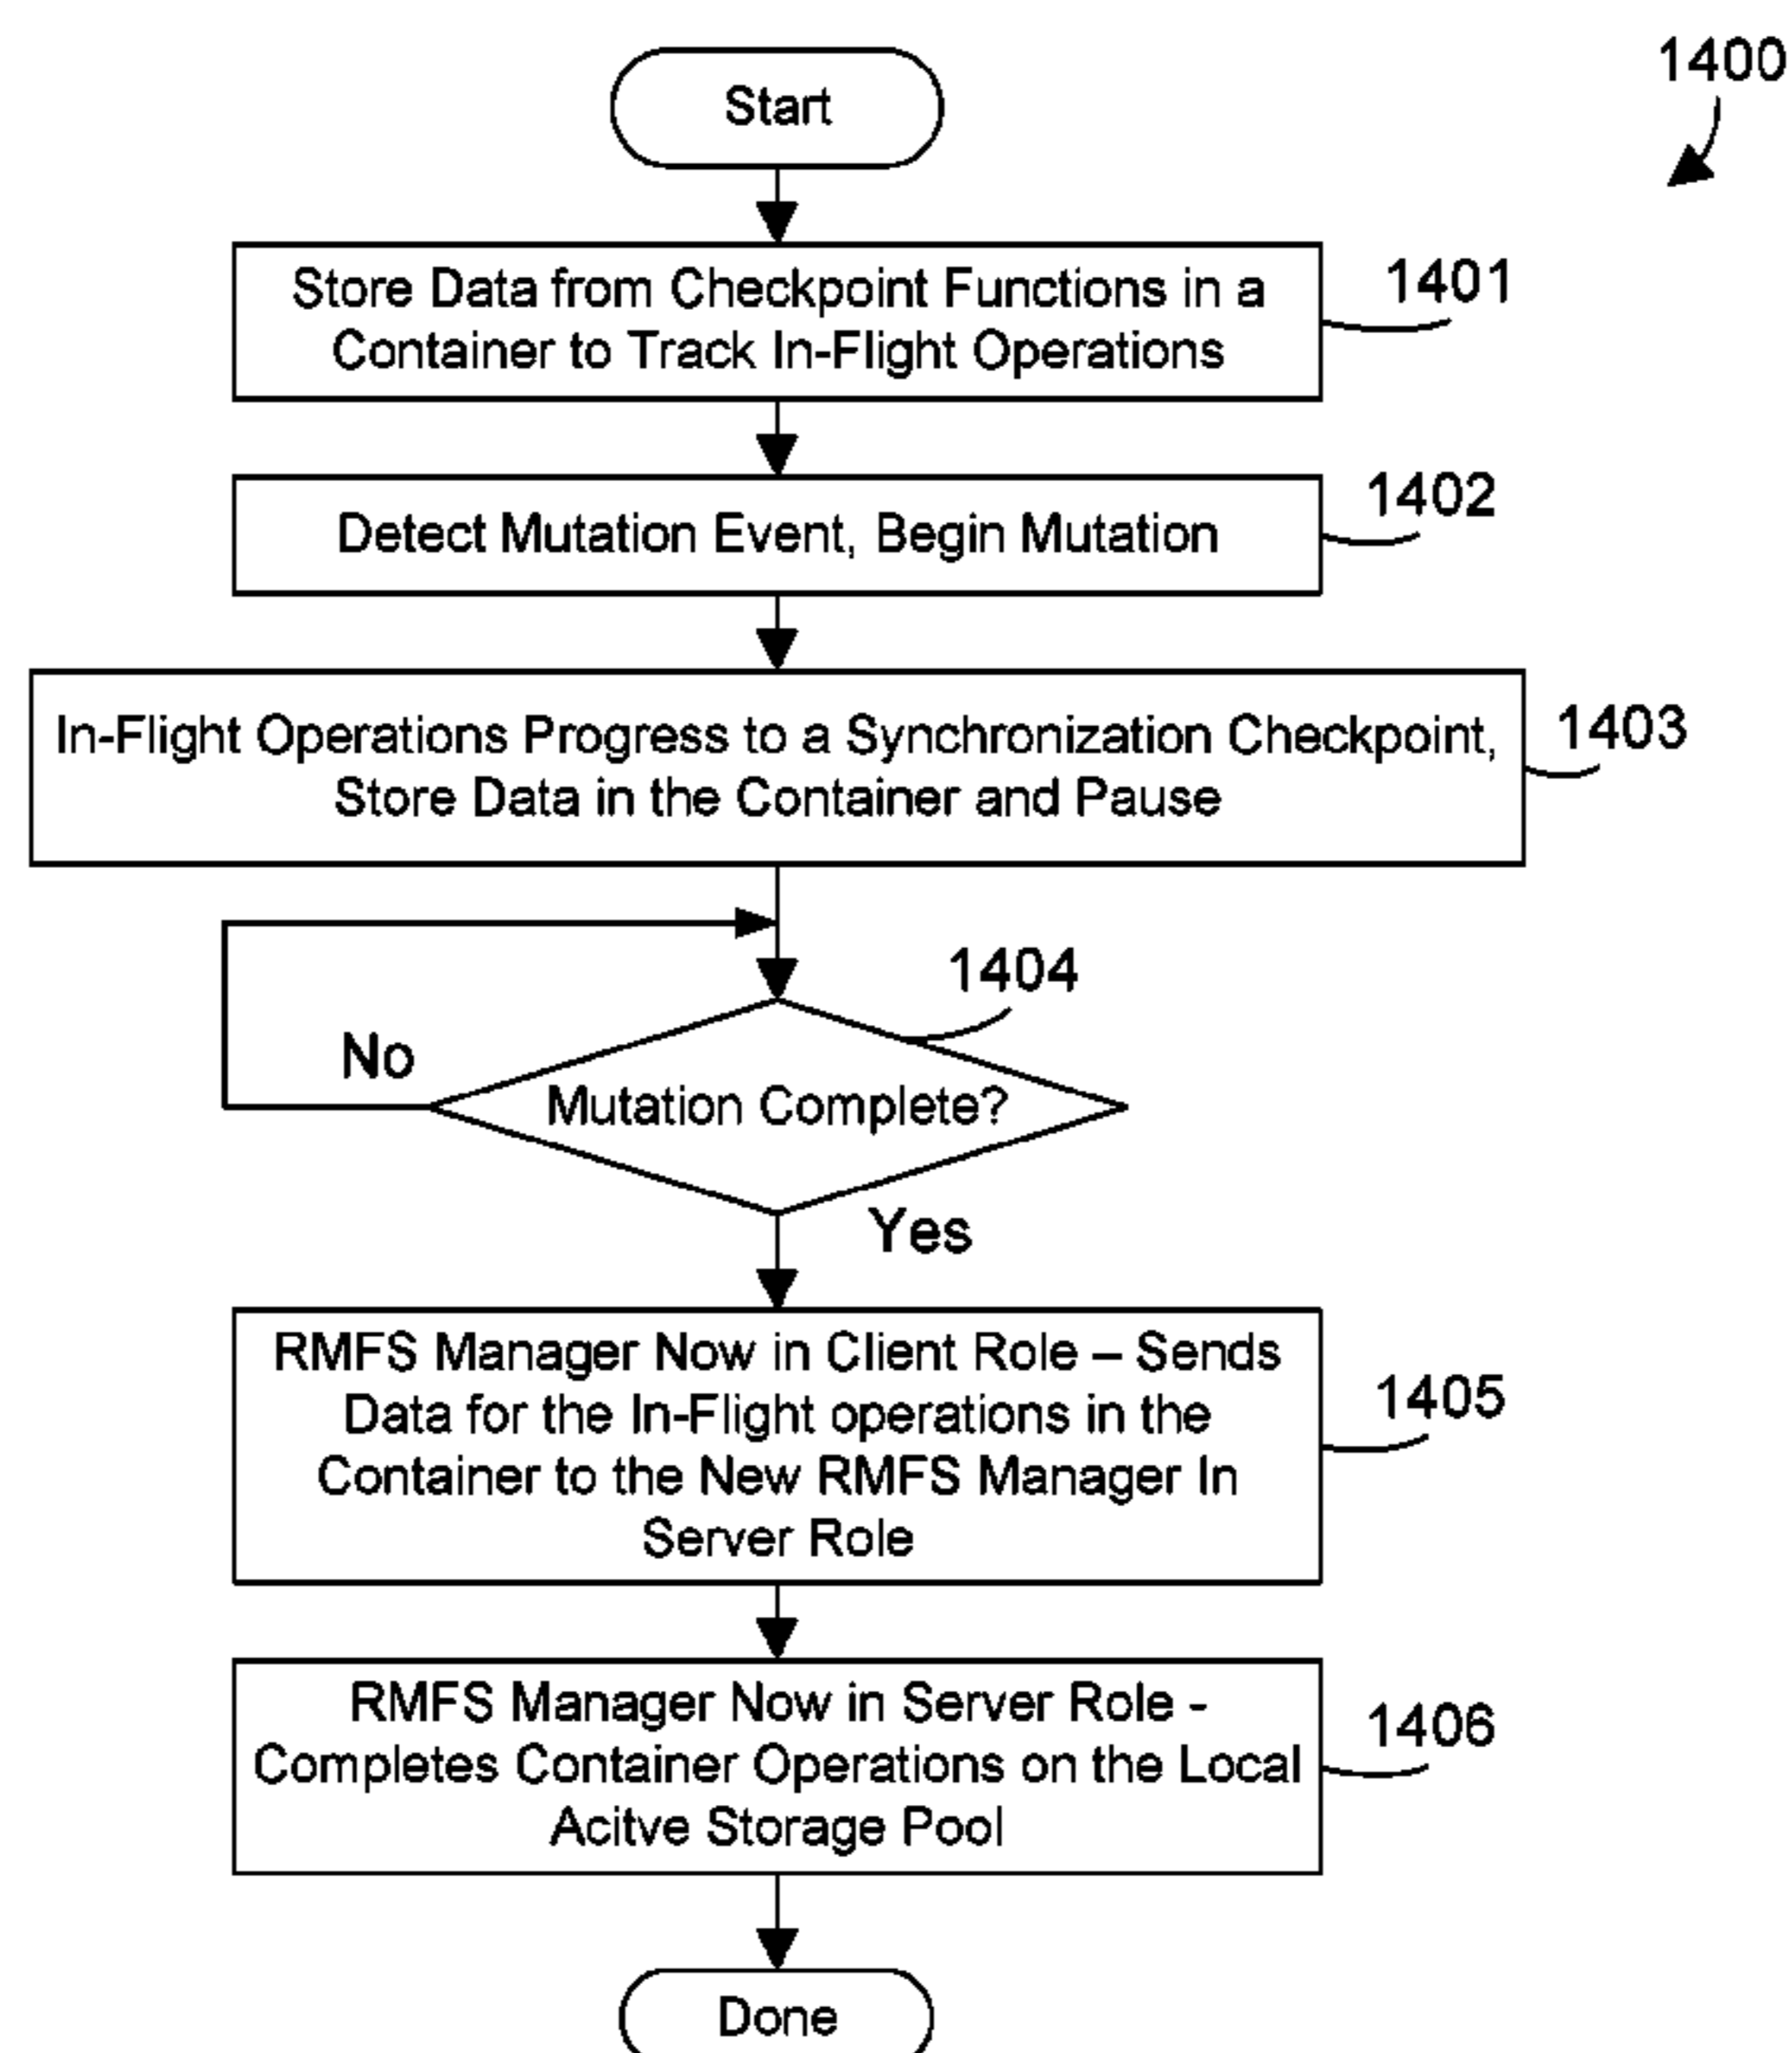 1400
Start
Store Data from Checkpoint Functions in a
Container to Track In-Flight Operations
1401
Detect Mutation Event, Begin Mutation
1402
In-Flight Operations Progress to a Synchronization Checkpoint,
Store Data in the Container and Pause
1403
1404
No
Mutation Complete?
Yes
RMFS Manager Now in Client Role – Sends
Data for the In-Flight operations in the
Container to the New RMFS Manager In
Server Role
1405
RMFS Manager Now in Server Role -
Completes Container Operations on the Local
Acitve Storage Pool
1406
Done